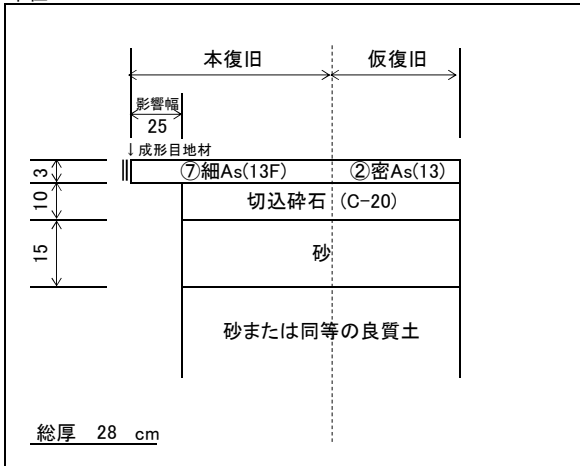 本復旧 仮復旧
影響幅
25
↓成形目地材
3 ⑦細As(13F) ②密As(13)
10 切込砕石 (C-20)
15 砂
砂または同等の良質土
総厚 28 cm